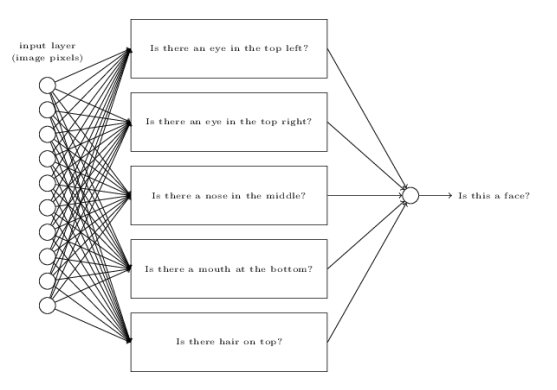 input layer
(image pixels)
Is there an eye in the top left?
Is there an eye in the top right?
Is there a nose in the middle?
Is this a face?
Is there a mouth at the bottom?
Is there hair on top?